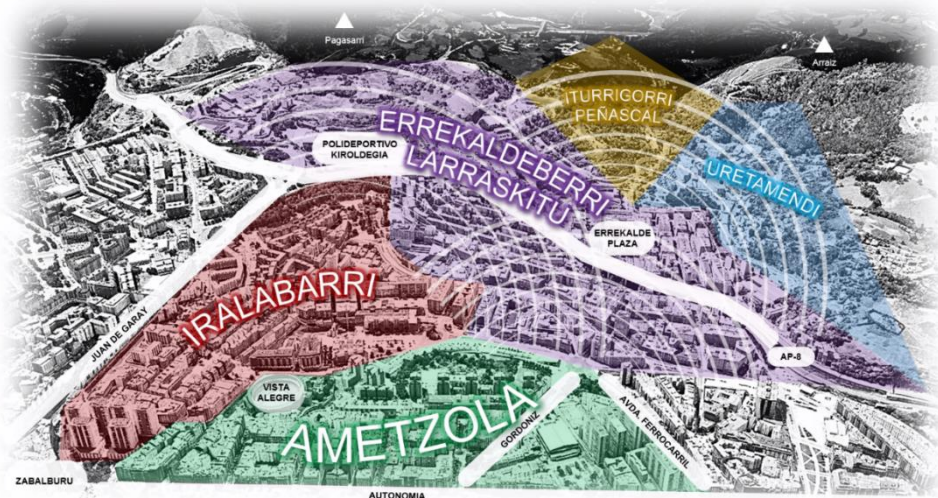 Pagasarri
Arraiz
ITURRIGORRI
PEÑASCAL
ERREKALDEBERRI
LARRASKITU
POLIDEPORTIVO
KIROLDEGIA
URETAMENDI
ERREKALDE
PLAZA
IRALABARRI
JUAN DE GARAY
AP-8
VISTA
ALEGRE
AMETZOLA
GORDONIZ
AVDA. FERROCARRIL
ZABALBURU
AUTONOMIA